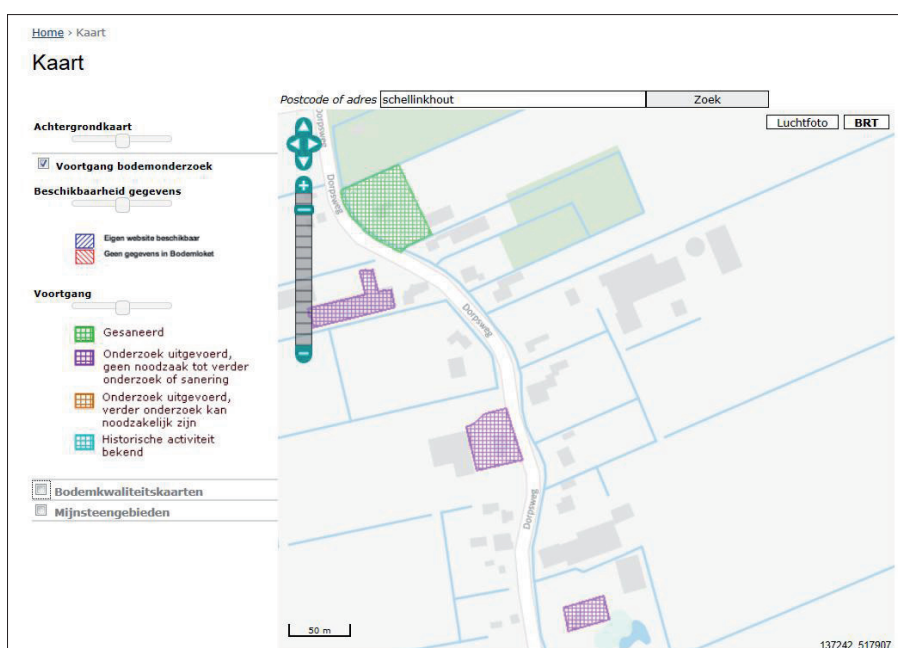 Home › Kaart
Kaart
Postcode of adres schellinkhout Zoek
Luchtfoto BRT
Achtergrondkaart
Voortgang bodemonderzoek
Beschikbaarheid gegevens
Eigen website beschikbaar
Geen gegevens in Bodemloket
Voortgang
Gesaneerd
Onderzoek uitgevoerd,
geen noodzaak tot verder
onderzoek of sanering
Onderzoek uitgevoerd,
verder onderzoek kan
noodzakelijk zijn
Historische activiteit
bekend
Bodemkwaliteitskaarten
Mijnsteengebieden
Dorpsweg
Dorpsweg
Dorpsweg
Dorpsweg
50 m
137242, 517907